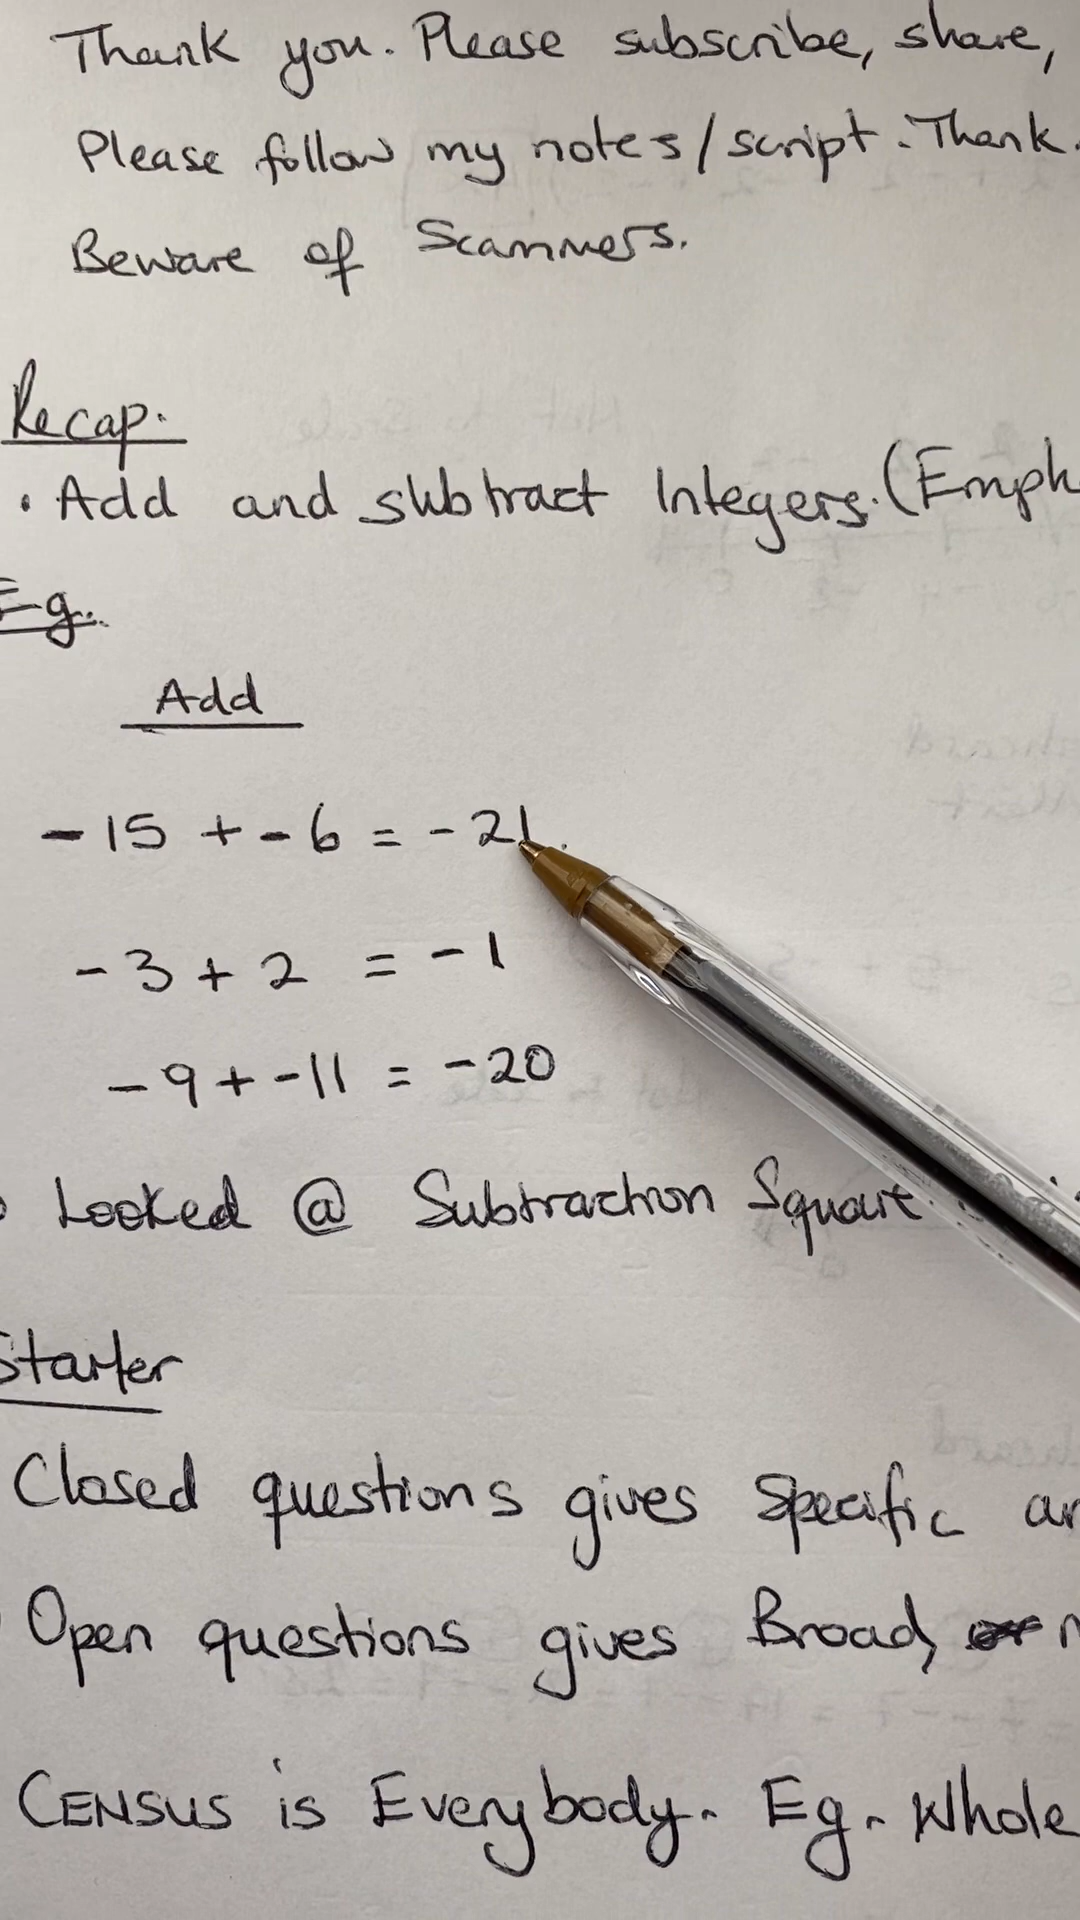 Thank you. Please subscribe, share,
Please follow my notes/script. Thank
Beware of Scammers.
Recap.
• Add and subtract Integers. (Emph
Eg.
Add
-15 + -6 = -21.
-3 + 2 = -1
-9 + -11 = -20
Looked @ Subtraction Square
Starter
Closed questions gives specific
Open questions gives Broad,
CENSUS is Everybody. Eg. Whole